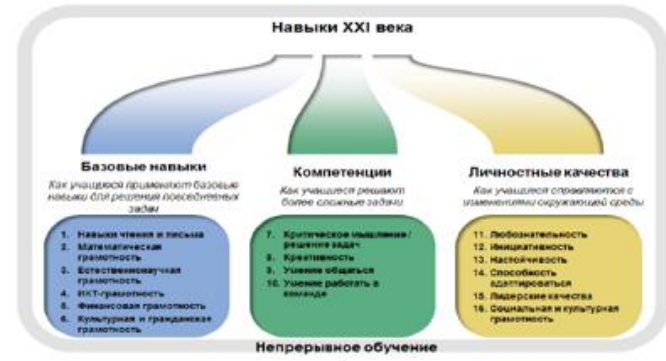 Навыки XXI века
Базовые навыки
Как учащиеся применяют базовые
навыки для решения повседневных
задач
1. Навыки чтения и письма
2. Математическая
грамотность
3. Естественнонаучная
грамотность
4. ИКТ-грамотность
5. Финансовая грамотность
6. Культурная и гражданская
грамотность
Компетенции
Как учащиеся решают
более сложные задачи
7. Критическое мышление /
решение задач
8. Креативность
9. Умение общаться
10. Умение работать в
команде
Личностные качества
Как учащиеся справляются с
изменениями окружающей среды
11. Любознательность
12. Инициативность
13. Настойчивость
14. Способность
адаптироваться
15. Лидерские качества
16. Социальная и культурная
грамотность
Непрерывное обучение